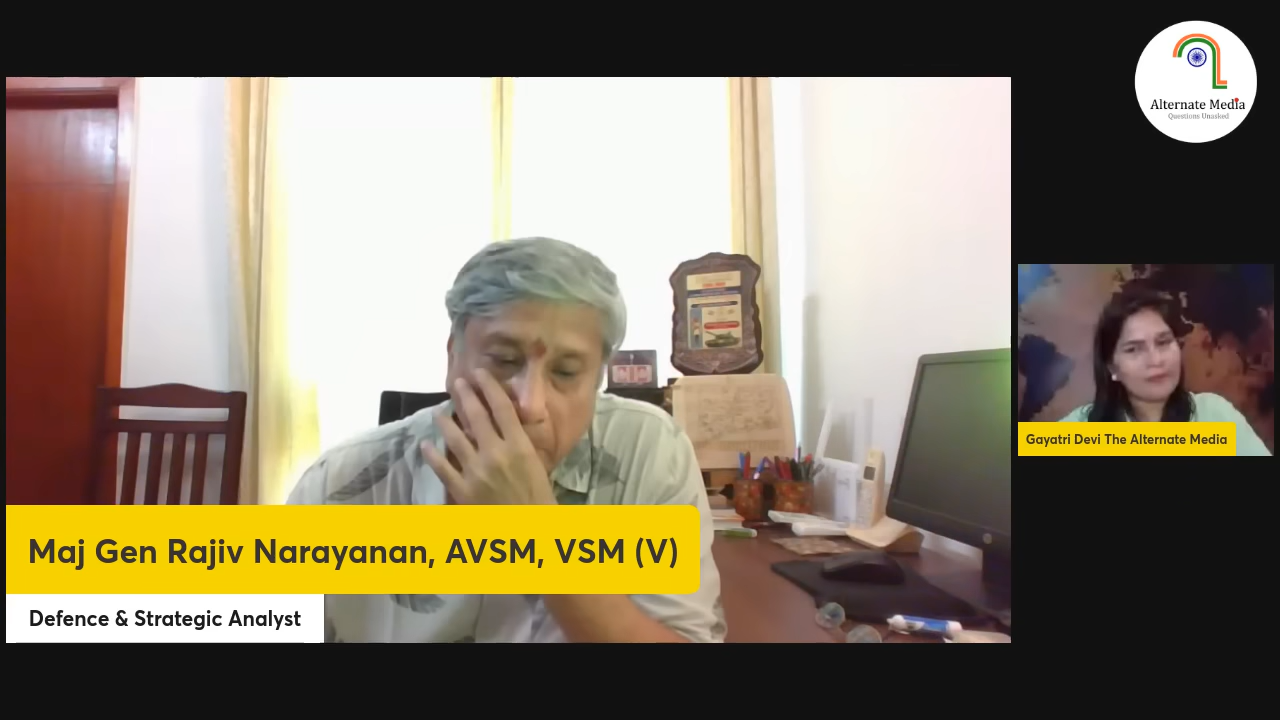 Alternate Media
Questions Unasked
Gayatri Devi The Alternate Media
Maj Gen Rajiv Narayanan, AVSM, VSM (V)
Defence & Strategic Analyst